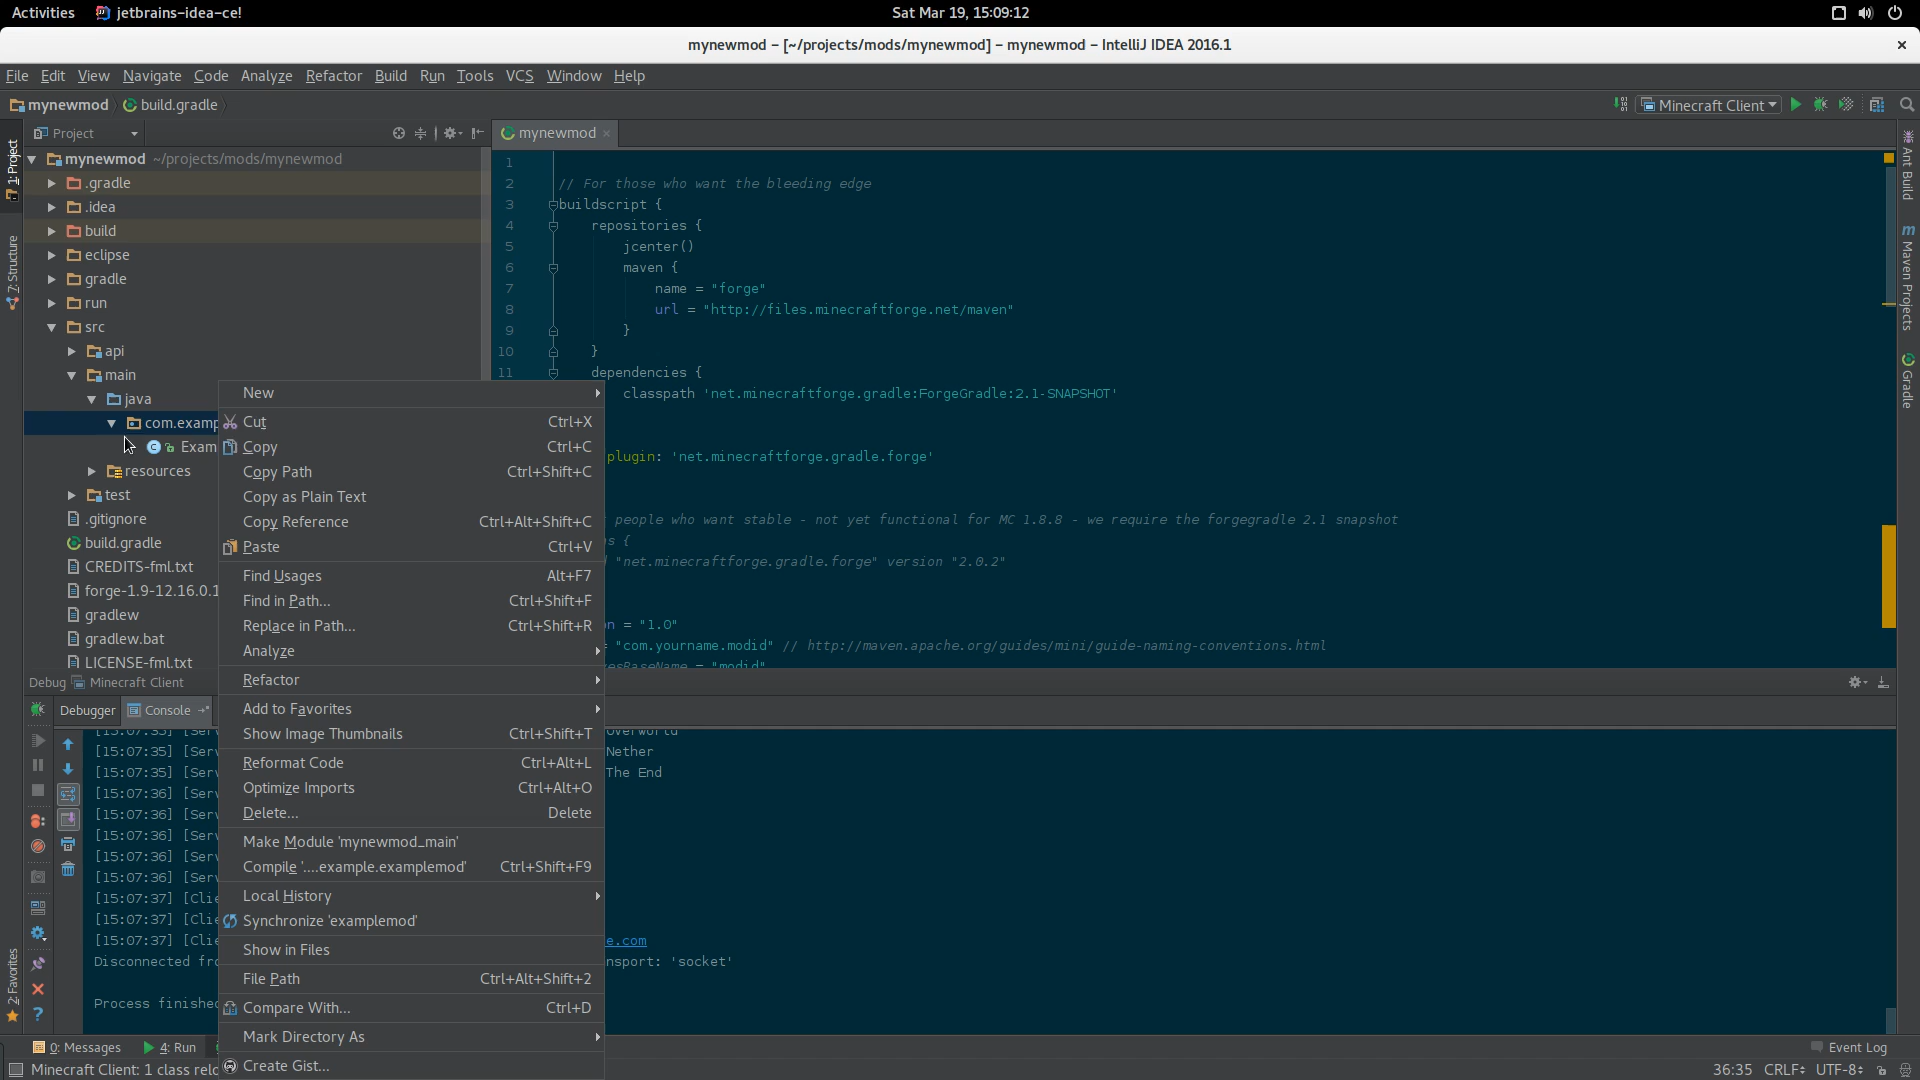 Activities jetbrains-idea-ce! Sat Mar 19, 15:09:12
mynewmod – [~/projects/mods/mynewmod] – mynewmod – IntelliJ IDEA 2016.1
File Edit View Navigate Code Analyze Refactor Build Run Tools VCS Window Help
mynewmod build.gradle Minecraft Client
Project mynewmod
1: Project
7: Structure
2: Favorites
mynewmod ~/projects/mods/mynewmod
.gradle
.idea
build
eclipse
gradle
run
src
api
main
java
com.examp
Exam
resources
test
.gitignore
build.gradle
CREDITS-fml.txt
forge-1.9-12.16.0.1
gradlew
gradlew.bat
LICENSE-fml.txt
1
2 // For those who want the bleeding edge
3 buildscript {
4 repositories {
5 jcenter()
6 maven {
7 name = "forge"
8 url = "http://files.minecraftforge.net/maven"
9 }
10 }
11 dependencies {
classpath 'net.minecraftforge.gradle:ForgeGradle:2.1-SNAPSHOT'
plugin: 'net.minecraftforge.gradle.forge'
people who want stable - not yet functional for MC 1.8.8 - we require the forgegradle 2.1 snapshot
s {
"net.minecraftforge.gradle.forge" version "2.0.2"
n = "1.0"
= "com.yourname.modid" // http://maven.apache.org/guides/mini/guide-naming-conventions.html
esBaseName = "modid"
Ant Build
Maven Projects
Gradle
New
Cut Ctrl+X
Copy Ctrl+C
Copy Path Ctrl+Shift+C
Copy as Plain Text
Copy Reference Ctrl+Alt+Shift+C
Paste Ctrl+V
Find Usages Alt+F7
Find in Path... Ctrl+Shift+F
Replace in Path... Ctrl+Shift+R
Analyze
Refactor
Add to Favorites
Show Image Thumbnails Ctrl+Shift+T
Reformat Code Ctrl+Alt+L
Optimize Imports Ctrl+Alt+O
Delete... Delete
Make Module 'mynewmod_main'
Compile '....example.examplemod' Ctrl+Shift+F9
Local History
Synchronize 'examplemod'
Show in Files
File Path Ctrl+Alt+Shift+2
Compare With... Ctrl+D
Mark Directory As
Create Gist...
Debug Minecraft Client
Debugger Console
[15:07:35] [Serv Overworld
[15:07:35] [Serv Nether
[15:07:35] [Serv The End
[15:07:36] [Serv
[15:07:36] [Serv
[15:07:36] [Serv
[15:07:36] [Serv
[15:07:36] [Serv
[15:07:37] [Clie
[15:07:37] [Clie
[15:07:37] [Clie e.com
Disconnected fro nsport: 'socket'
Process finished
0: Messages 4: Run Event Log
Minecraft Client: 1 class relo 36:35 CRLF UTF-8